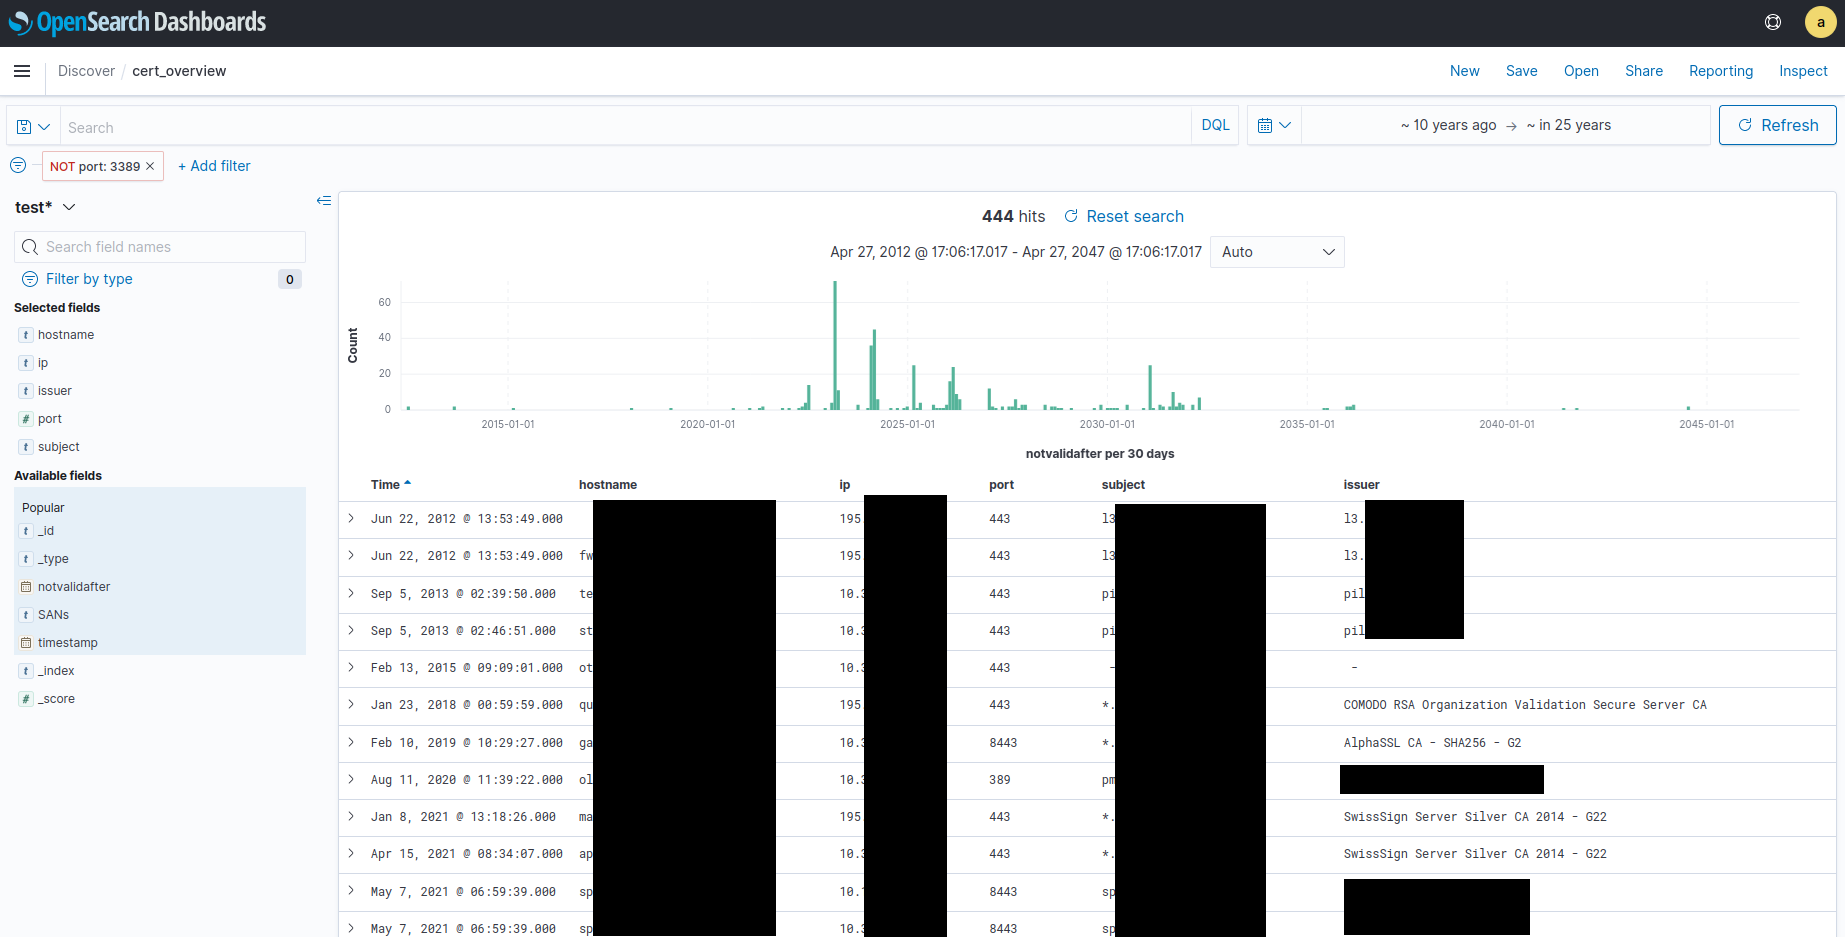 OpenSearch Dashboards
a
Discover / cert_overview
New Save Open Share Reporting Inspect
Search
DQL
~ 10 years ago → ~ in 25 years
Refresh
NOT port: 3389 ×
+ Add filter
test*
Search field names
Filter by type 0
Selected fields
t hostname
t ip
t issuer
# port
t subject
Available fields
Popular
t _id
t _type
notvalidafter
t SANs
timestamp
t _index
# _score
444 hits Reset search
Apr 27, 2012 @ 17:06:17.017 - Apr 27, 2047 @ 17:06:17.017 Auto
Count
60
40
20
0
2015-01-01 2020-01-01 2025-01-01 2030-01-01 2035-01-01 2040-01-01 2045-01-01
notvalidafter per 30 days
Time hostname ip port subject issuer
Jun 22, 2012 @ 13:53:49.000 195. 443 l3 l3.
Jun 22, 2012 @ 13:53:49.000 fw 195. 443 l3 l3.
Sep 5, 2013 @ 02:39:50.000 te 10.3 443 pi pil
Sep 5, 2013 @ 02:46:51.000 st 10.3 443 pi pil
Feb 13, 2015 @ 09:09:01.000 ot 10.3 443 - -
Jan 23, 2018 @ 00:59:59.000 qu 195. 443 *. COMODO RSA Organization Validation Secure Server CA
Feb 10, 2019 @ 10:29:27.000 ga 10.3 8443 *. AlphaSSL CA - SHA256 - G2
Aug 11, 2020 @ 11:39:22.000 ol 10.3 389 pm
Jan 8, 2021 @ 13:18:26.000 ma 195. 443 *. SwissSign Server Silver CA 2014 - G22
Apr 15, 2021 @ 08:34:07.000 ap 10.3 443 *. SwissSign Server Silver CA 2014 - G22
May 7, 2021 @ 06:59:39.000 sp 10.1 8443 sp
May 7, 2021 @ 06:59:39.000 sp 10.3 8443 sp